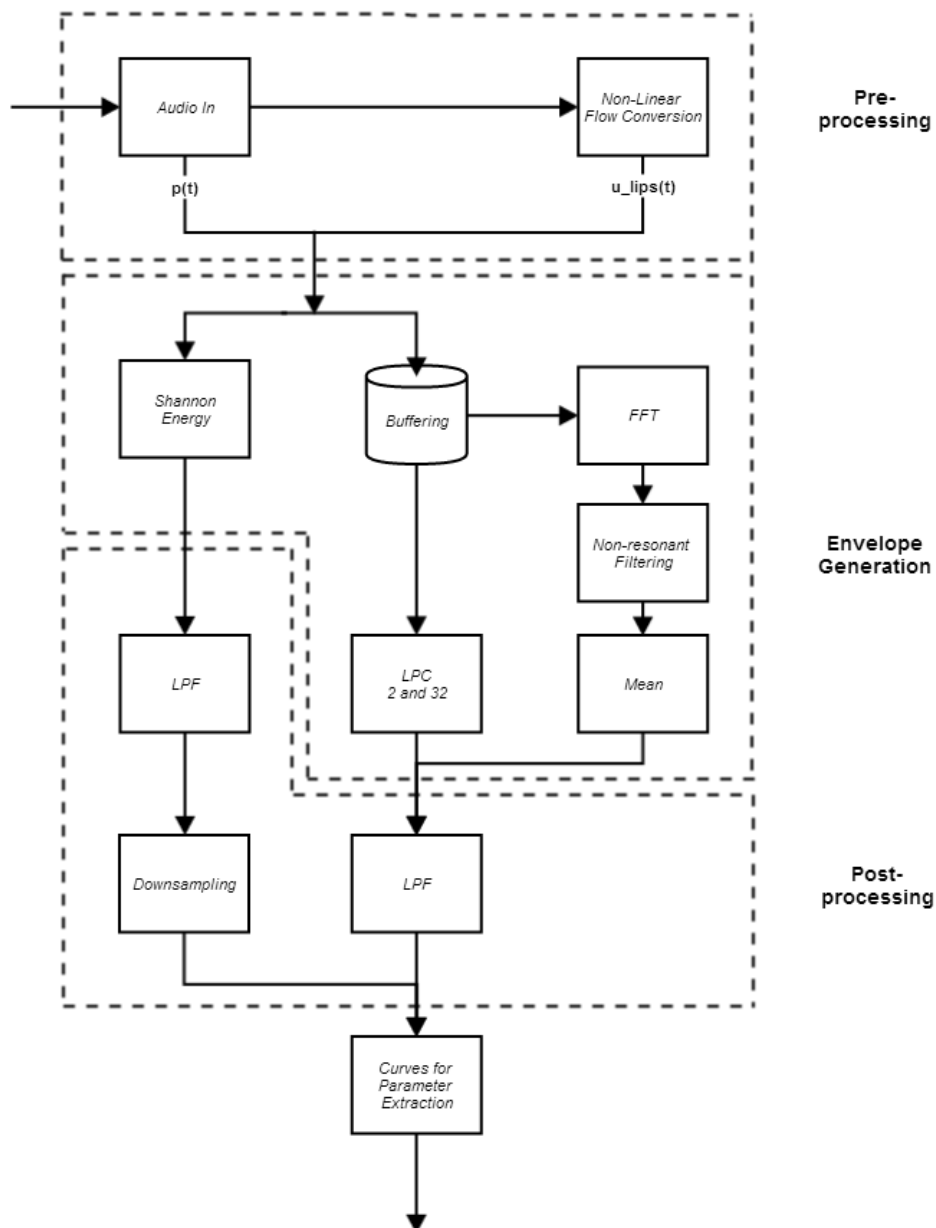 Audio In
Non-Linear
Flow Conversion
Pre-
processing
p(t)
u_lips(t)
Shannon
Energy
Buffering
FFT
Non-resonant
Filtering
Envelope
Generation
LPF
LPC
2 and 32
Mean
Downsampling
LPF
Post-
processing
Curves for
Parameter
Extraction